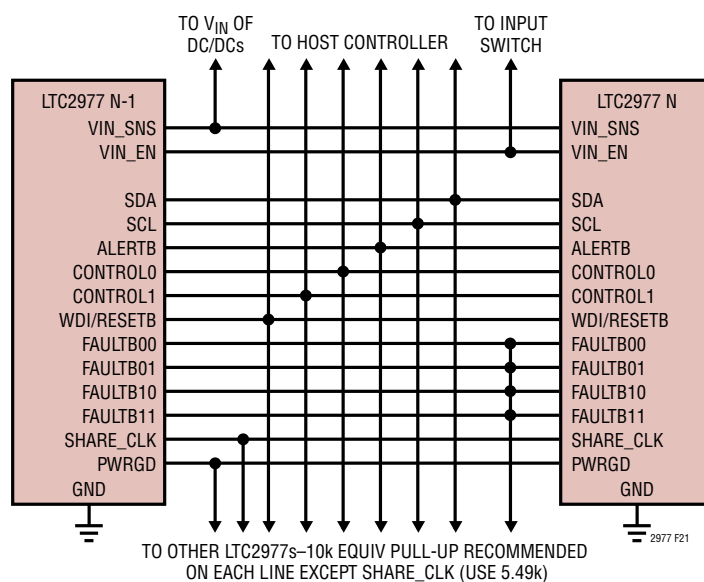 TO VIN OF
DC/DCs
TO HOST CONTROLLER
TO INPUT
SWITCH
LTC2977 N-1
VIN_SNS
VIN_EN
SDA
SCL
ALERTB
CONTROL0
CONTROL1
WDI/RESETB
FAULTB00
FAULTB01
FAULTB10
FAULTB11
SHARE_CLK
PWRGD
GND
LTC2977 N
VIN_SNS
VIN_EN
SDA
SCL
ALERTB
CONTROL0
CONTROL1
WDI/RESETB
FAULTB00
FAULTB01
FAULTB10
FAULTB11
SHARE_CLK
PWRGD
GND
2977 F21
TO OTHER LTC2977s–10k EQUIV PULL-UP RECOMMENDED
ON EACH LINE EXCEPT SHARE_CLK (USE 5.49k)